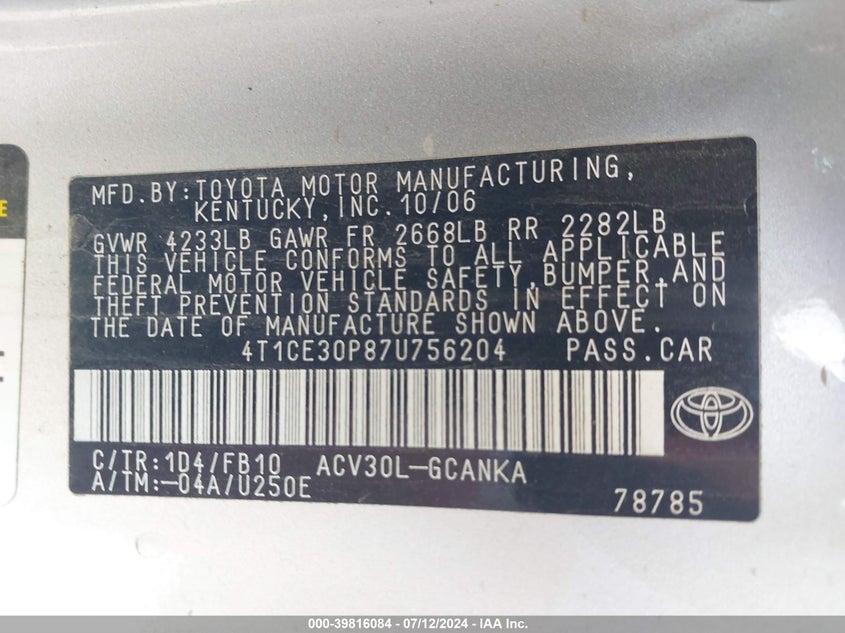 MFD.BY:TOYOTA MOTOR MANUFACTURING,
KENTUCKY,INC.10/06
GVWR 4233LB GAWR FR 2668LB RR 2282LB
THIS VEHICLE CONFORMS TO ALL APPLICABLE
FEDERAL MOTOR VEHICLE SAFETY,BUMPER,AND
THEFT PREVENTION STANDARDS IN EFFECT ON
THE DATE OF MANUFACTURE SHOWN ABOVE.
4T1CE30P87U756204 PASS.CAR
C/TR:1D4/FB10 ACV30L-GCANKA
A/TM:-04A/U250E
78785
000-39816084 - 07/12/2024 - IAA Inc.